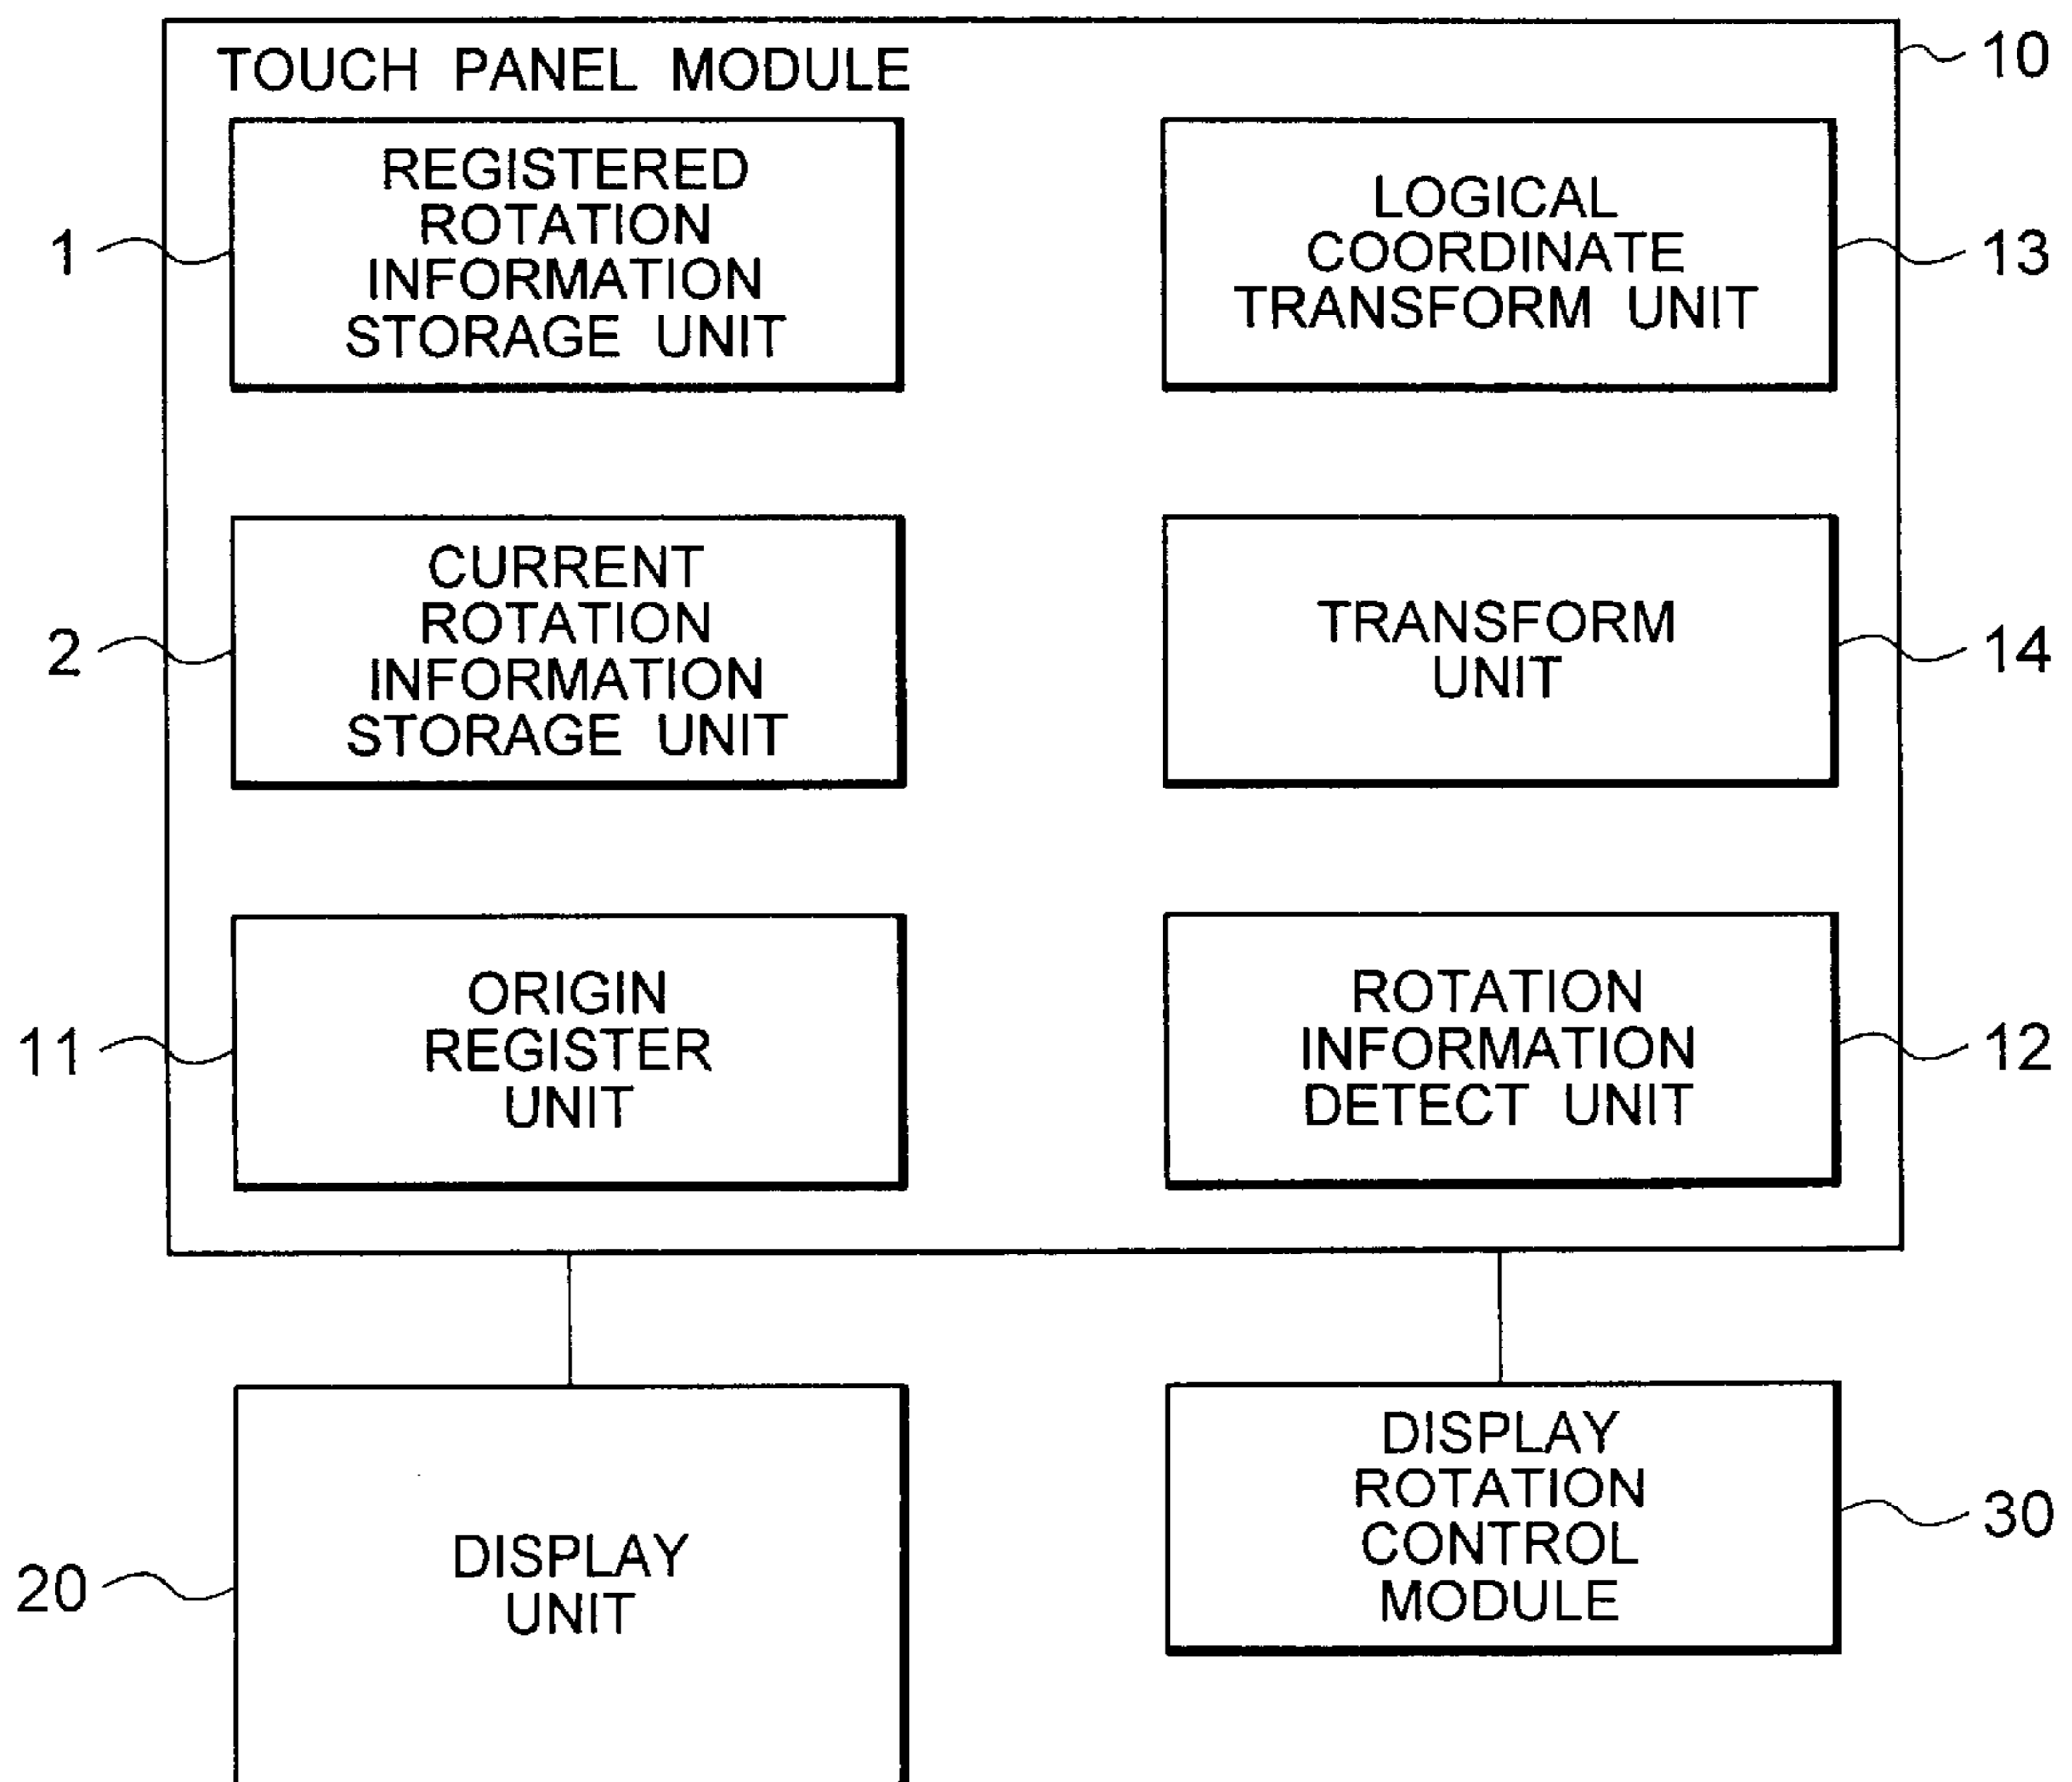 TOUCH PANEL MODULE
10
REGISTERED
ROTATION
INFORMATION
STORAGE UNIT
1
LOGICAL
COORDINATE
TRANSFORM UNIT
13
CURRENT
ROTATION
INFORMATION
STORAGE UNIT
2
TRANSFORM
UNIT
14
ORIGIN
REGISTER
UNIT
11
ROTATION
INFORMATION
DETECT UNIT
12
DISPLAY
UNIT
20
DISPLAY
ROTATION
CONTROL
MODULE
30